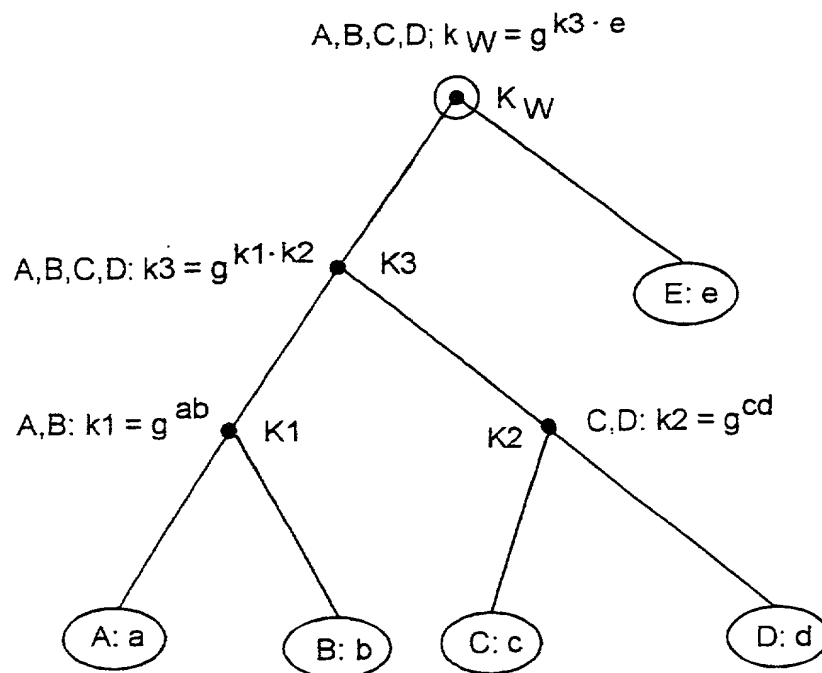 A,B,C,D; k W = g k3 · e
K W
A,B,C,D: k3 = g k1 · k2
K3
E: e
A,B: k1 = g ab
K1
K2
C,D: k2 = g cd
A: a
B: b
C: c
D: d